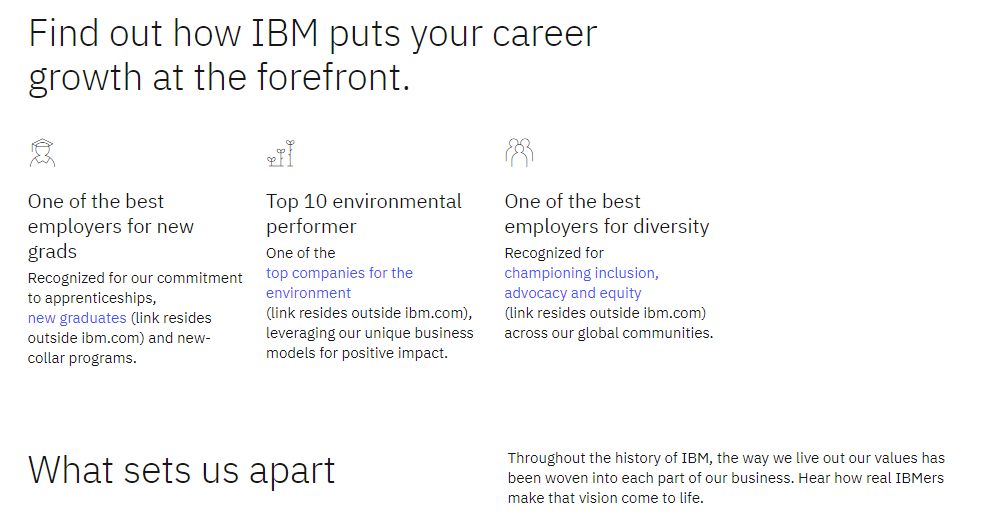 Find out how IBM puts your career
growth at the forefront.
One of the best
employers for new
grads
Recognized for our commitment
to apprenticeships,
new graduates (link resides
outside ibm.com) and new-
collar programs.
Top 10 environmental
performer
One of the
top companies for the
environment
(link resides outside ibm.com),
leveraging our unique business
models for positive impact.
One of the best
employers for diversity
Recognized for
championing inclusion,
advocacy and equity
(link resides outside ibm.com)
across our global communities.
What sets us apart
Throughout the history of IBM, the way we live out our values has
been woven into each part of our business. Hear how real IBMers
make that vision come to life.